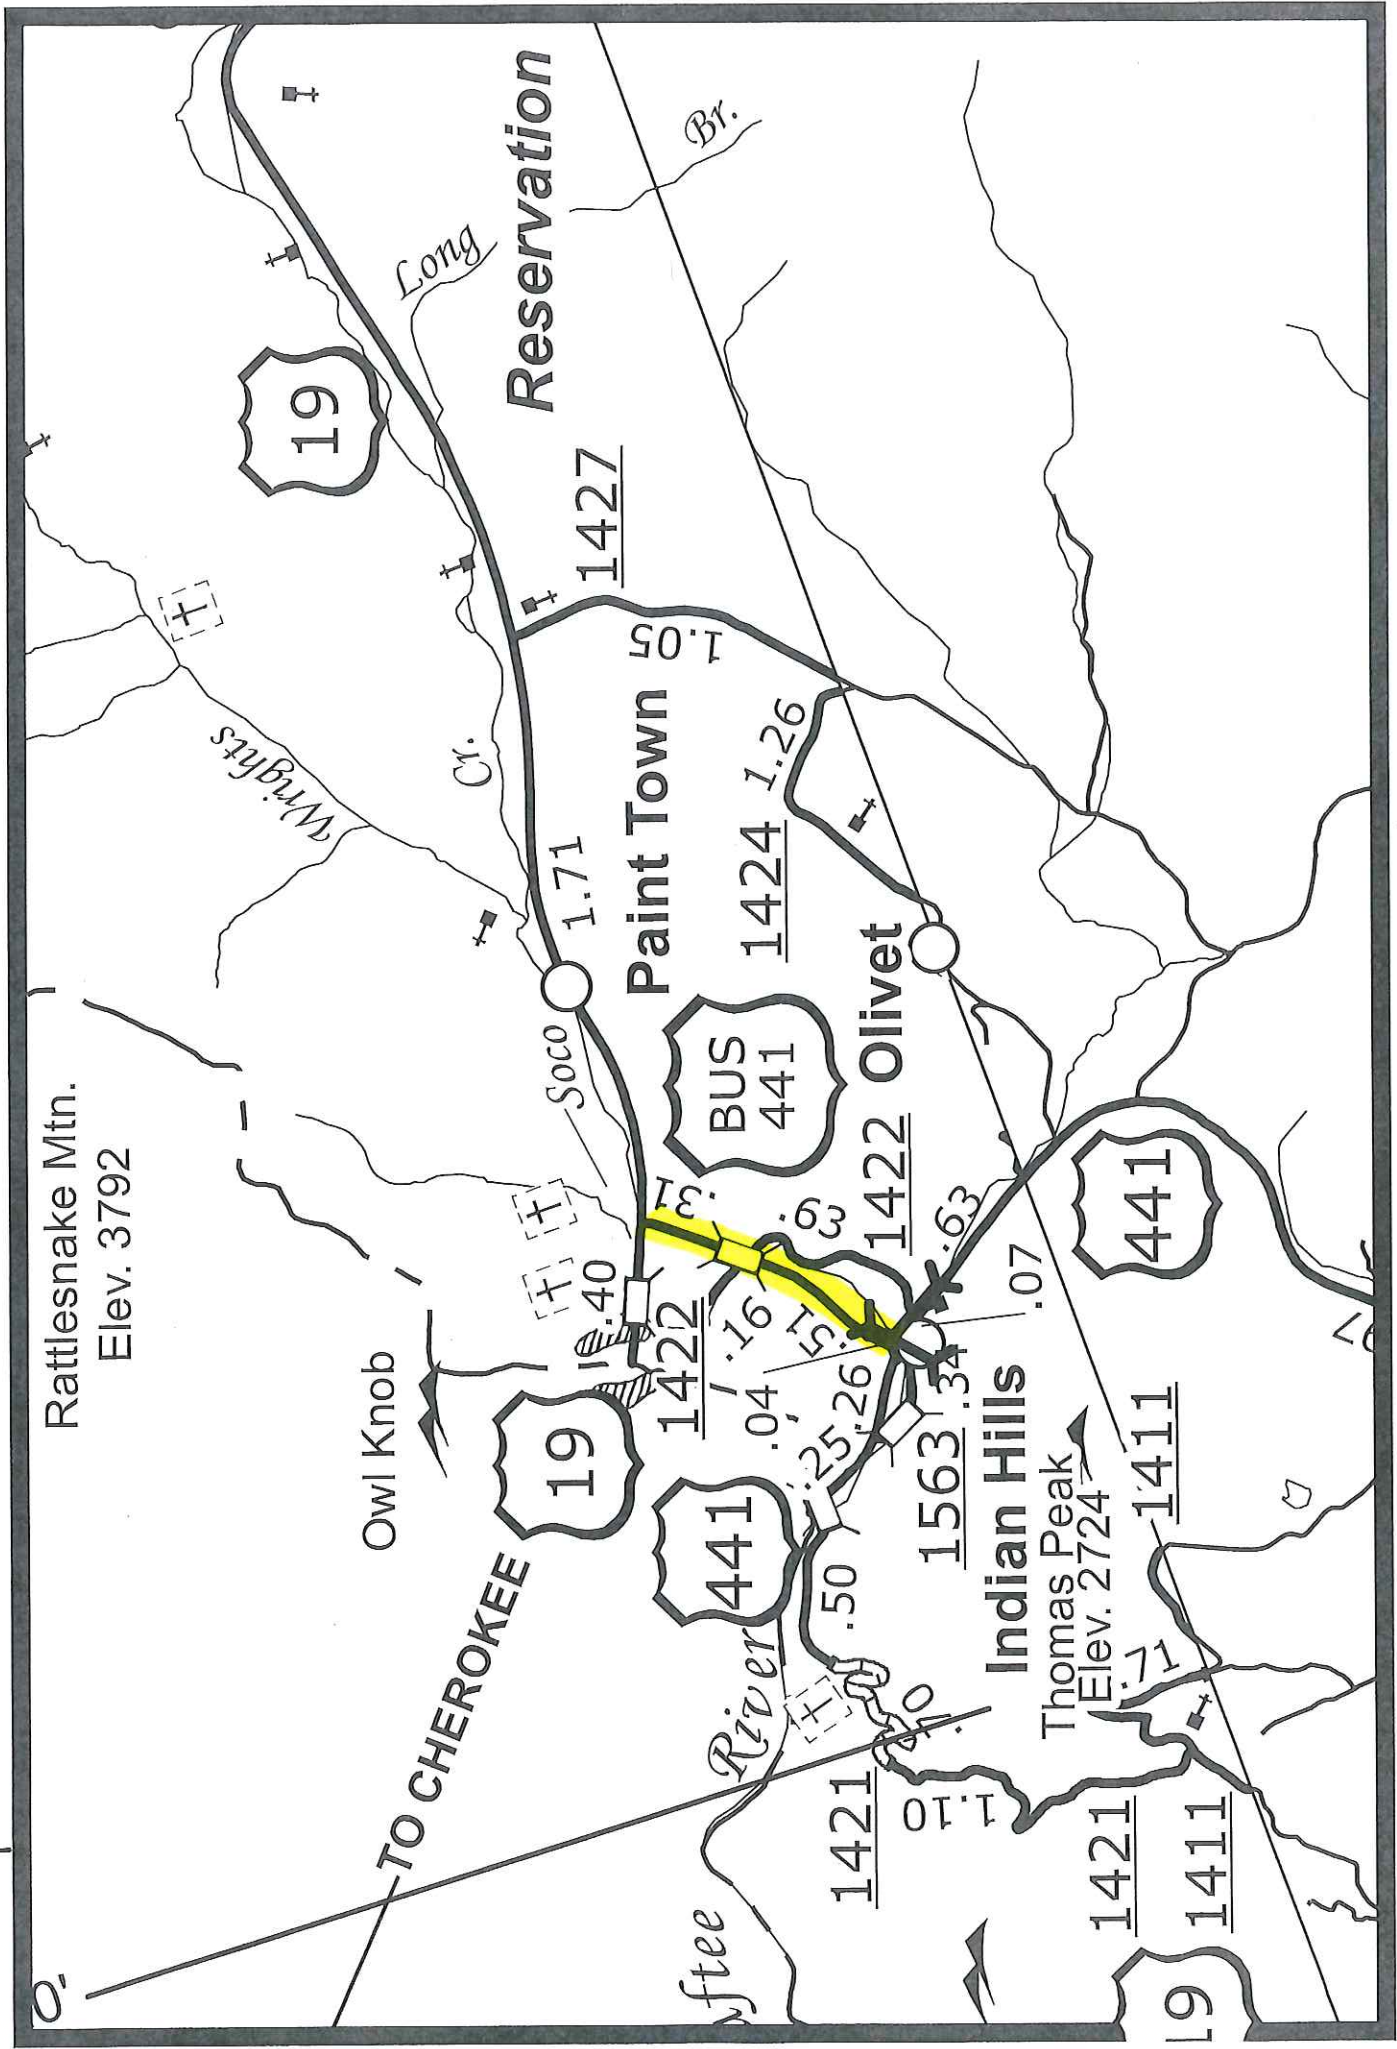 Rattlesnake Mtn.
Elev. 3792
Wrights
19
Owl Knob
TO CHEROKEE
Cr.
Long
Reservation
19
.40
Soco
1.71
1427
Paint Town
1.05
1422
.31
Br.
441
BUS
441
.16
1424
1.26
.04
River
.51
.63
.25
.26
.50
1422
Olivet
1421
.70
1.10
.34
.63
1563
Indian Hills
.07
Thomas Peak
Elev. 2724
441
.71
1411
1421
1411
19